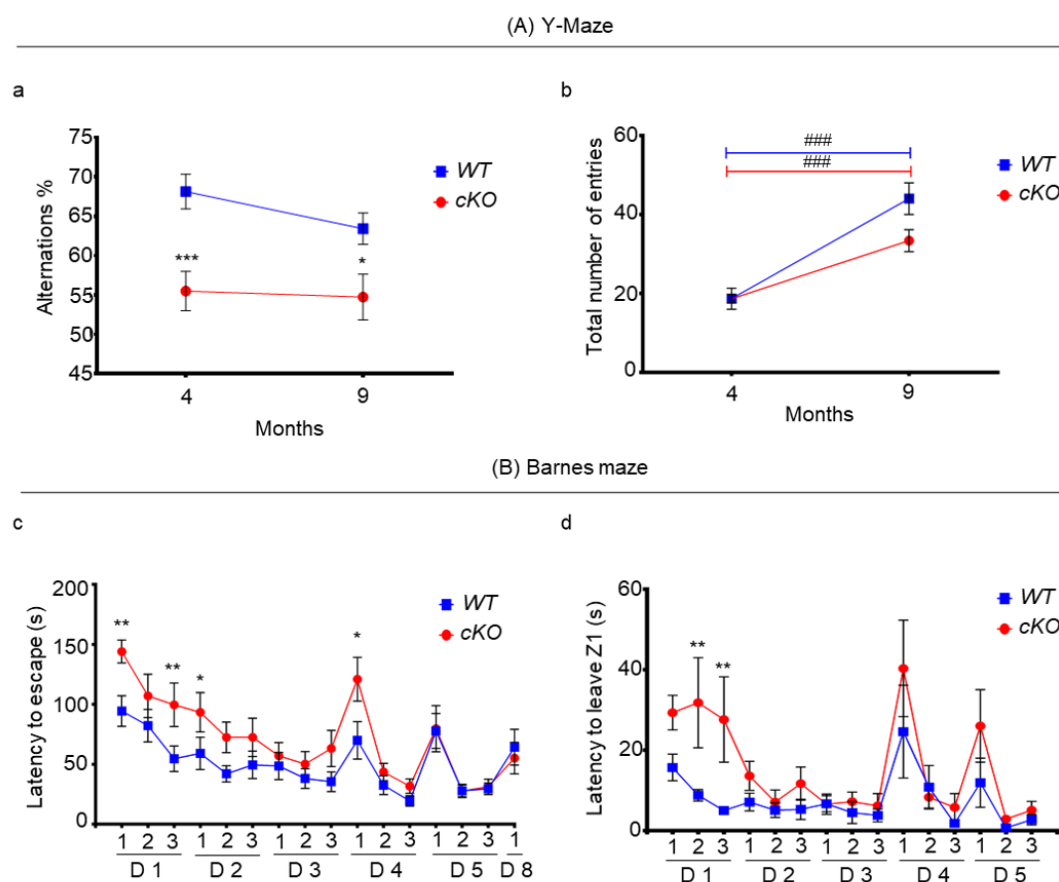 (A) Y-Maze
a
b
Alternations %
75
70
65
60
55
50
45
***
*
WT
cKO
4
9
Months
Total number of entries
60
40
20
0
###
###
WT
cKO
4
9
Months
(B) Barnes maze
c
d
Latency to escape (s)
200
150
100
50
0
**
**
*
*
WT
cKO
1 2 3 1 2 3 1 2 3 1 2 3 1 2 3 1
D 1 D 2 D 3 D 4 D 5 D 8
Latency to leave Z1 (s)
60
40
20
0
**
**
WT
cKO
1 2 3 1 2 3 1 2 3 1 2 3 1 2 3
D 1 D 2 D 3 D 4 D 5